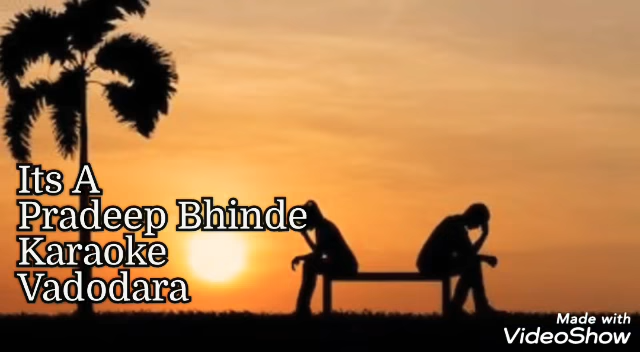 Its A
Pradeep Bhinde
Karaoke
Vadodara
Made with
VideoShow